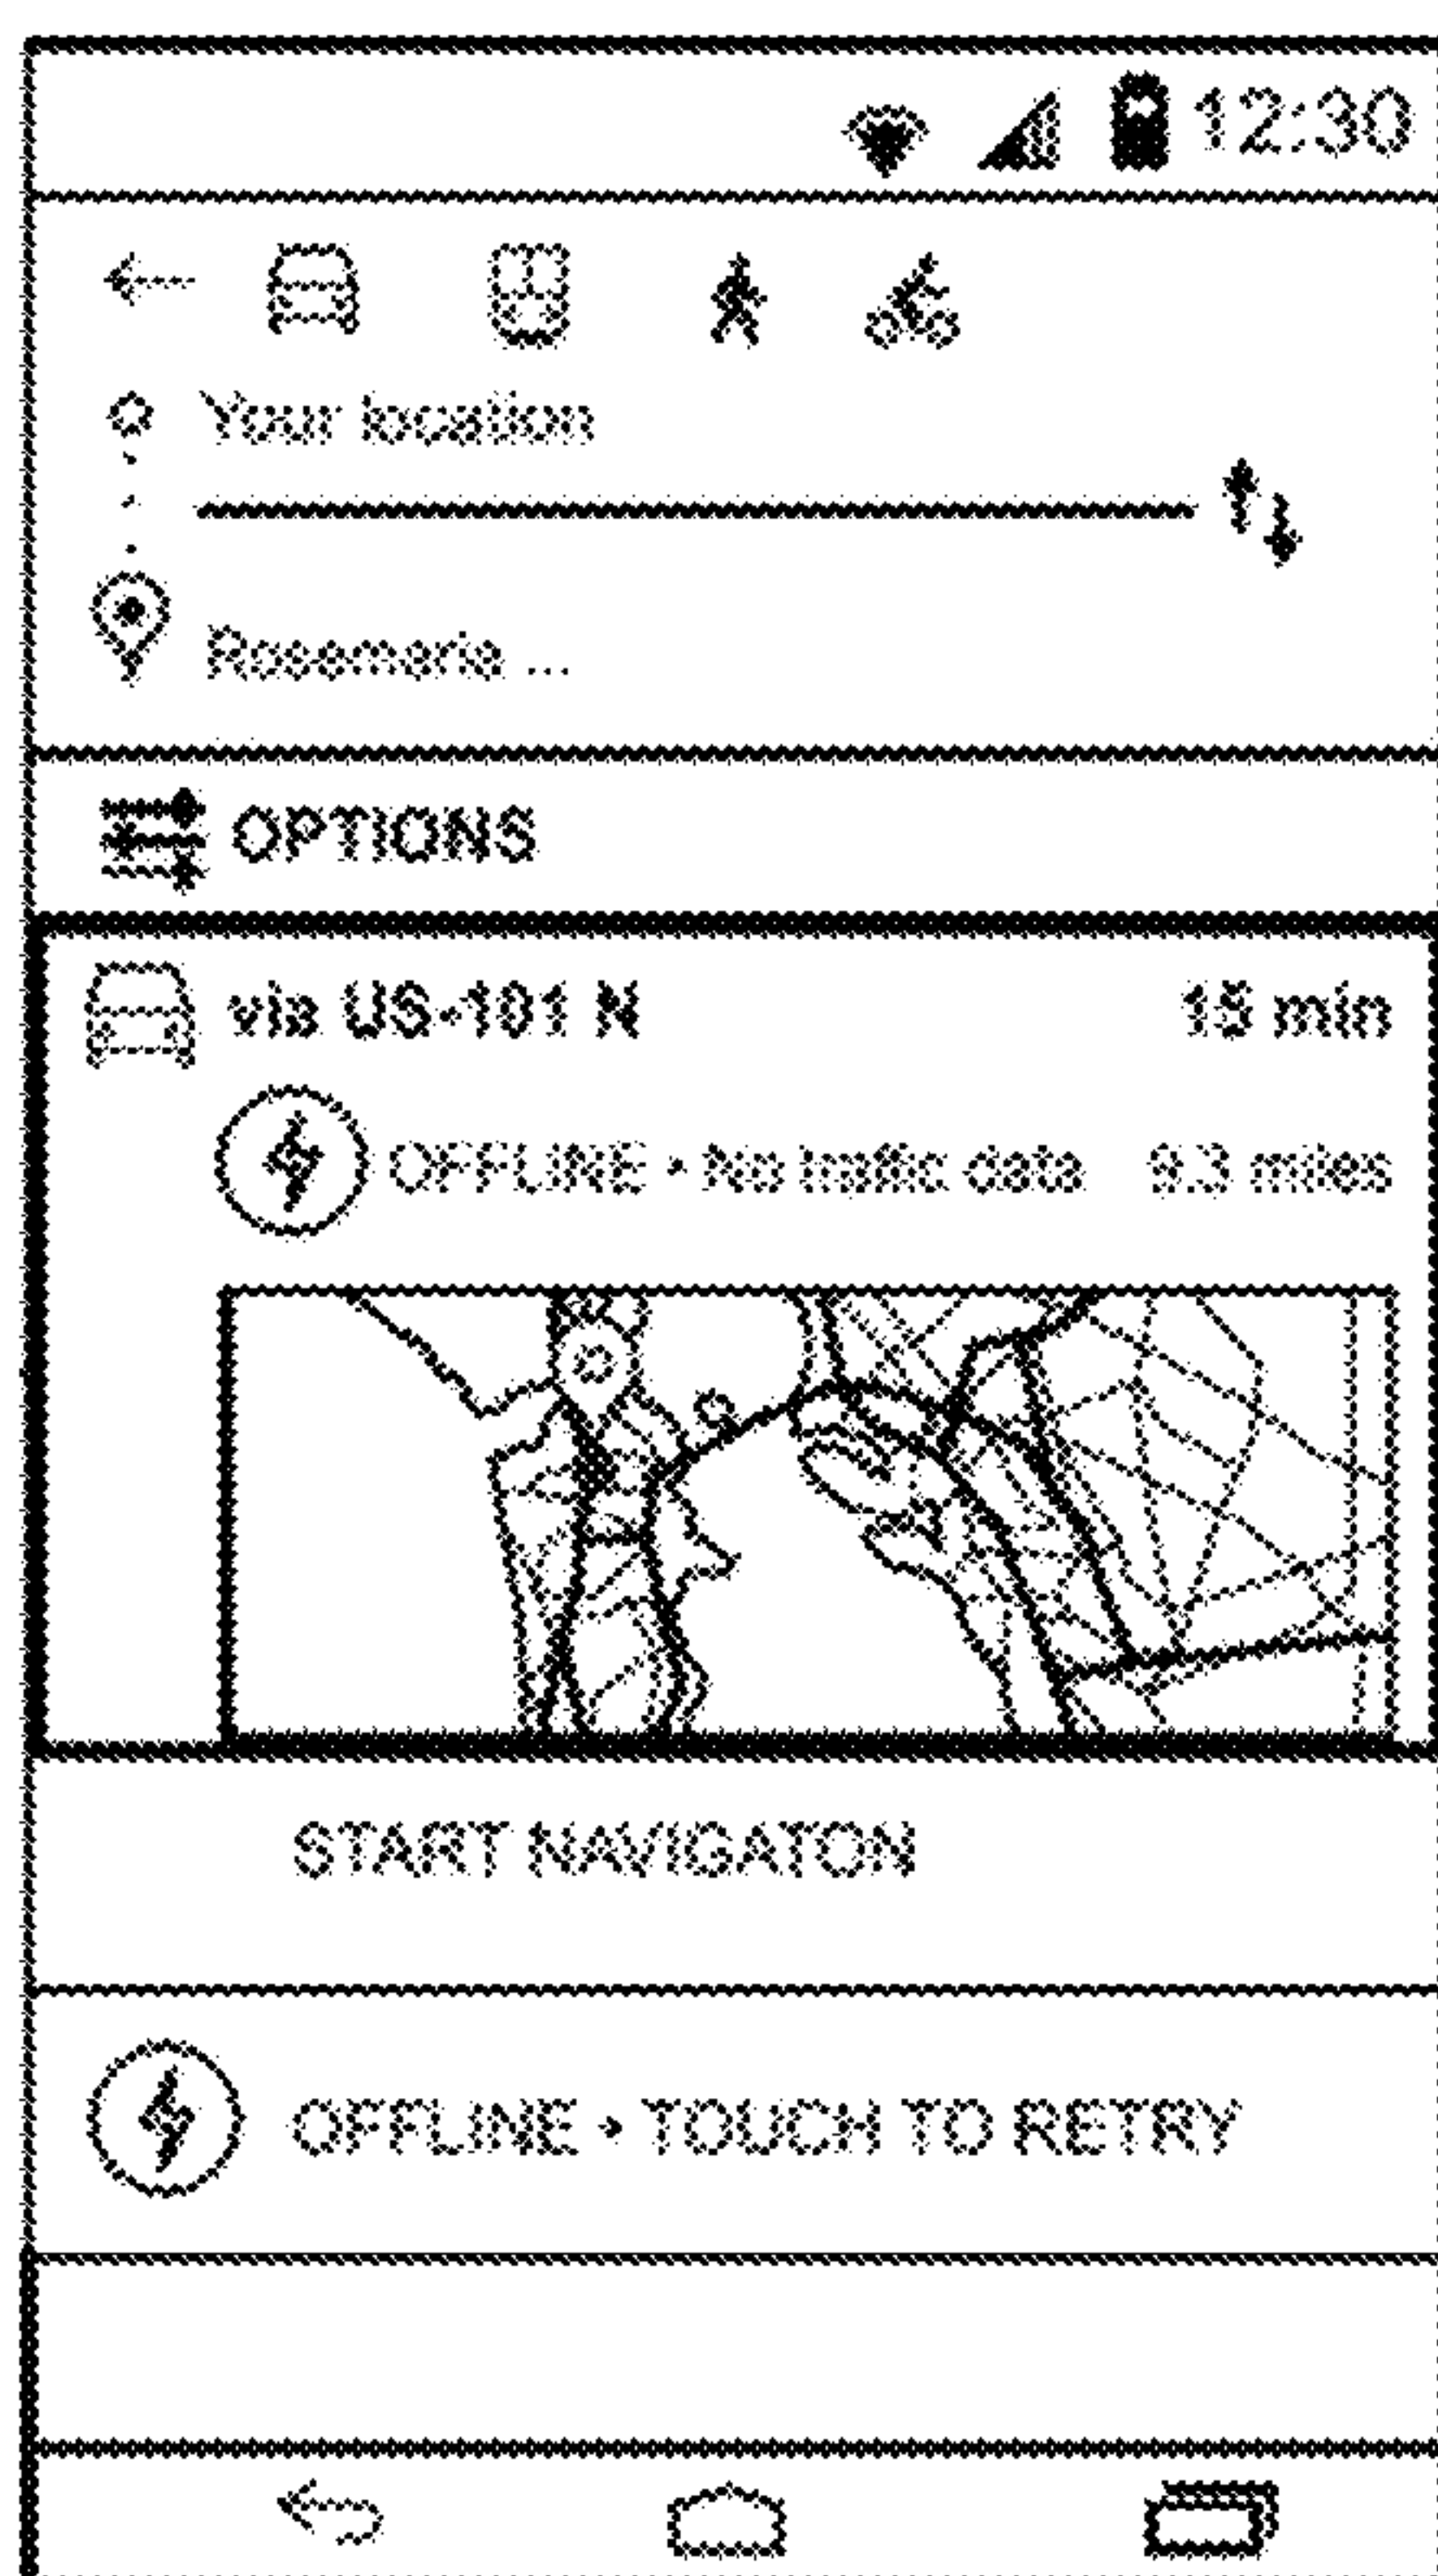 12:30
Your location
Rosemarie ...
OPTIONS
via US-101 N 15 min
OFFLINE • No traffic data 9.3 miles
START NAVIGATON
OFFLINE • TOUCH TO RETRY